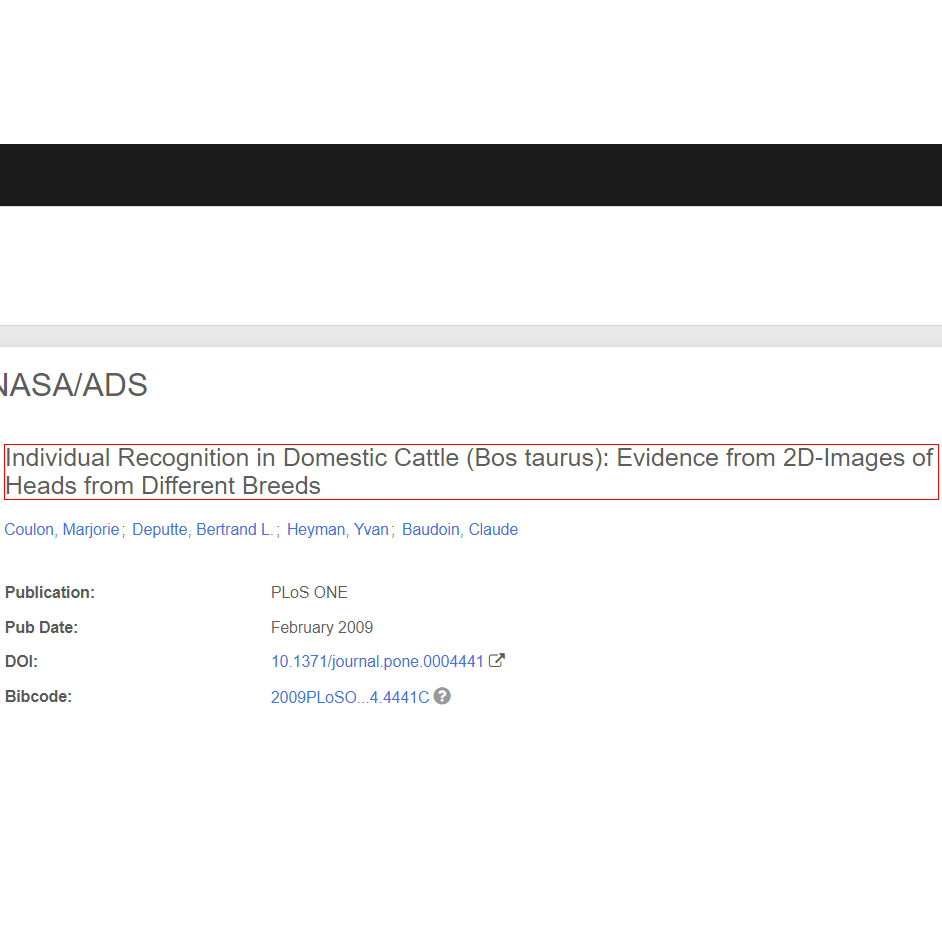 NASA/ADS
Individual Recognition in Domestic Cattle (Bos taurus): Evidence from 2D-Images of
Heads from Different Breeds
Coulon, Marjorie; Deputte, Bertrand L.; Heyman, Yvan; Baudoin, Claude
Publication: PLoS ONE
Pub Date: February 2009
DOI: 10.1371/journal.pone.0004441
Bibcode: 2009PLoSO...4.4441C ?